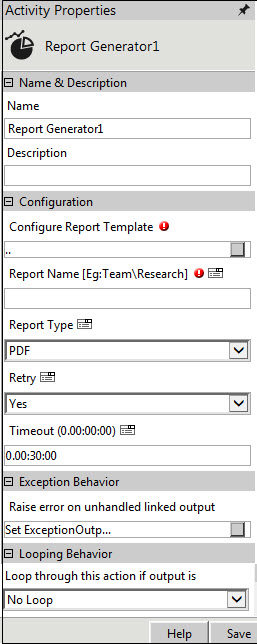 Activity Properties
Report Generator1
Name & Description
Name
Report Generator1
Description
Configuration
Configure Report Template
..
Report Name [Eg:Team\Research]
Report Type
PDF
Retry
Yes
Timeout (0.00:00:00)
0.00:30:00
Exception Behavior
Raise error on unhandled linked output
Set ExceptionOutp...
Looping Behavior
Loop through this action if output is
No Loop
Help Save